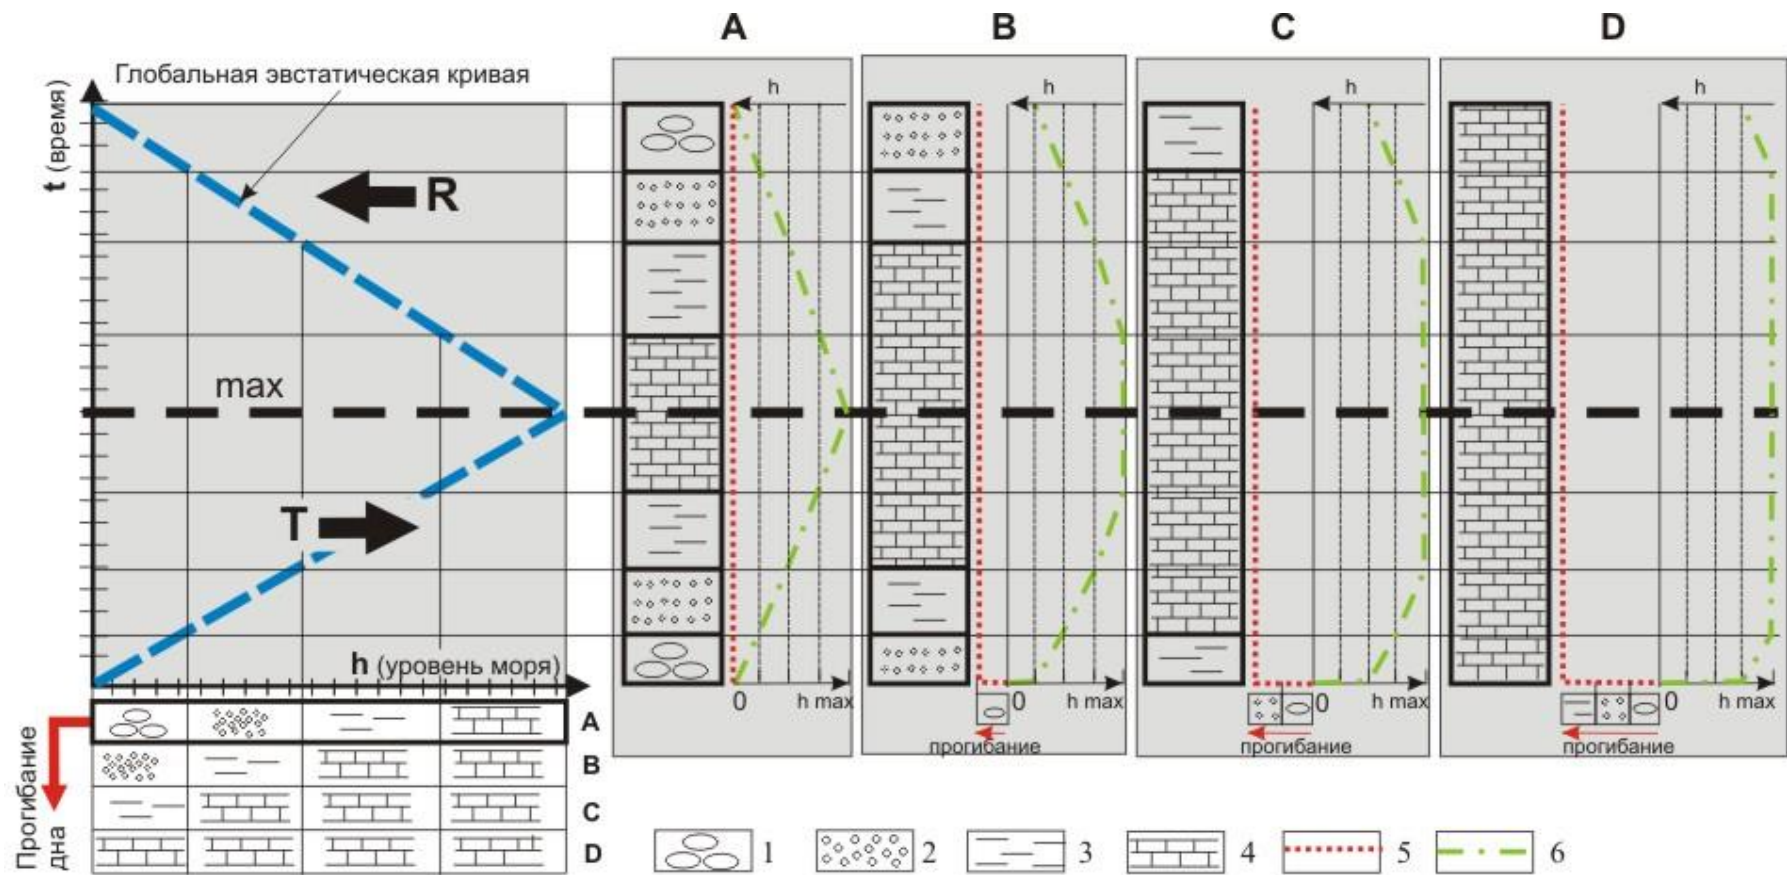 A B C D
Глобальная эвстатическая кривая
h h h h
t (время)
R
max
T
h (уровень моря)
0 h max 0 h max 0 h max 0 h max
прогибание прогибание прогибание
Прогибание
дна
A
B
C
D
1 2 3 4 5 6